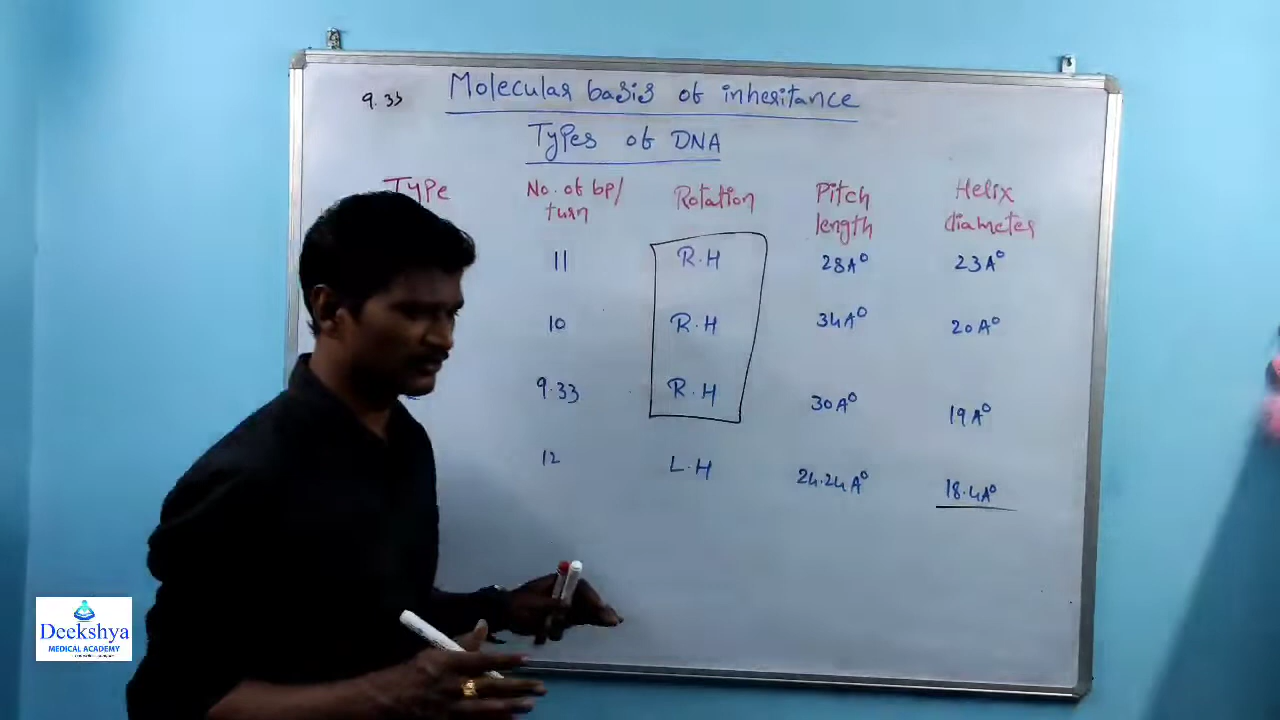 9.33
Molecular basis of inheritance
Types of DNA
Type No. of bp/ turn Rotation Pitch length Helix diameter
11 R.H 28A° 23A°
10 R.H 34A° 20A°
9.33 R.H 30A° 19A°
12 L.H 24.24A° 18.4A°
Deekshya
MEDICAL ACADEMY